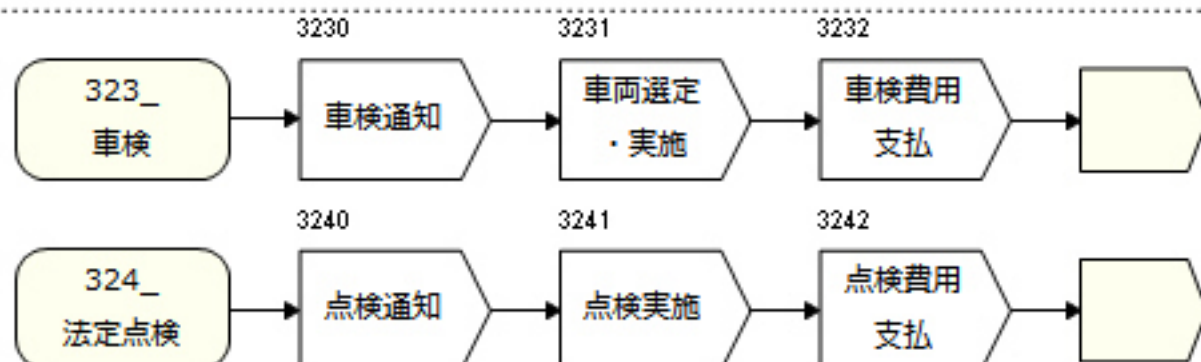 3230
3231
3232
323_
車検
車検通知
車両選定
・実施
車検費用
支払
3240
3241
3242
324_
法定点検
点検通知
点検実施
点検費用
支払